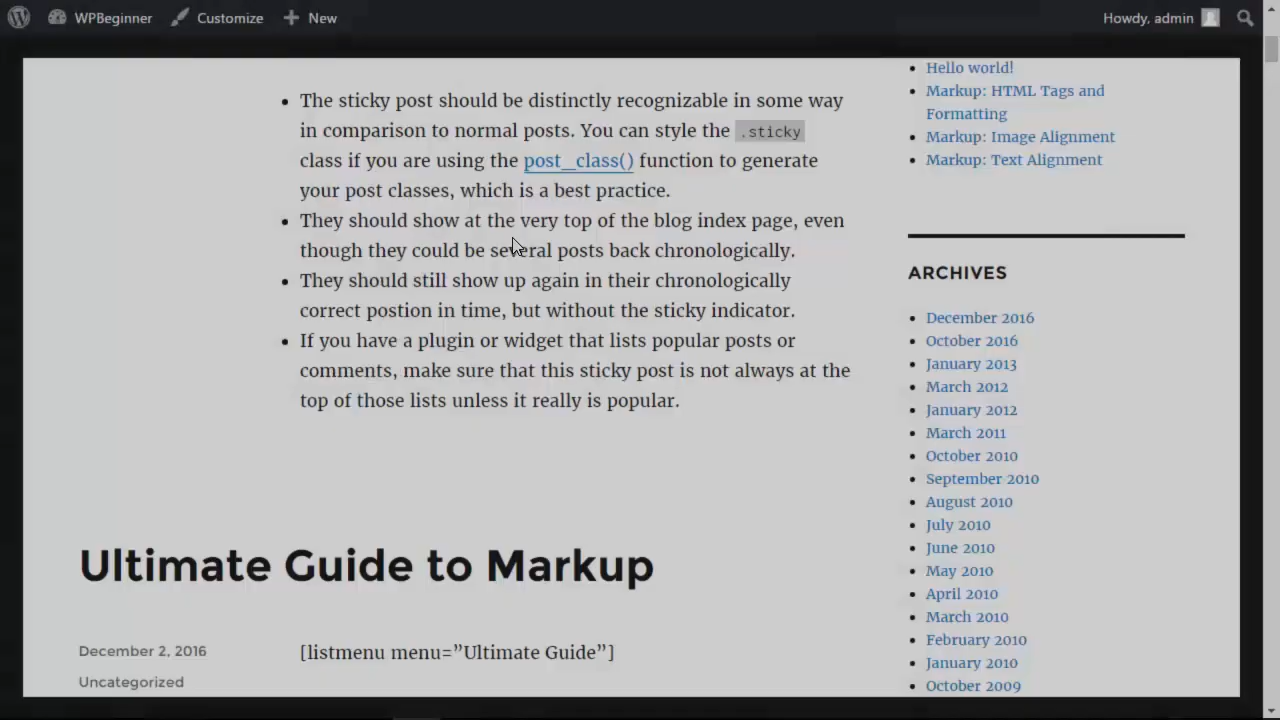 WPBeginner Customize New Howdy, admin
The sticky post should be distinctly recognizable in some way
in comparison to normal posts. You can style the .sticky
class if you are using the post_class() function to generate
your post classes, which is a best practice.
They should show at the very top of the blog index page, even
though they could be several posts back chronologically.
They should still show up again in their chronologically
correct postion in time, but without the sticky indicator.
If you have a plugin or widget that lists popular posts or
comments, make sure that this sticky post is not always at the
top of those lists unless it really is popular.
Ultimate Guide to Markup
December 2, 2016
Uncategorized
[listmenu menu=”Ultimate Guide”]
Hello world!
Markup: HTML Tags and
Formatting
Markup: Image Alignment
Markup: Text Alignment
ARCHIVES
December 2016
October 2016
January 2013
March 2012
January 2012
March 2011
October 2010
September 2010
August 2010
July 2010
June 2010
May 2010
April 2010
March 2010
February 2010
January 2010
October 2009